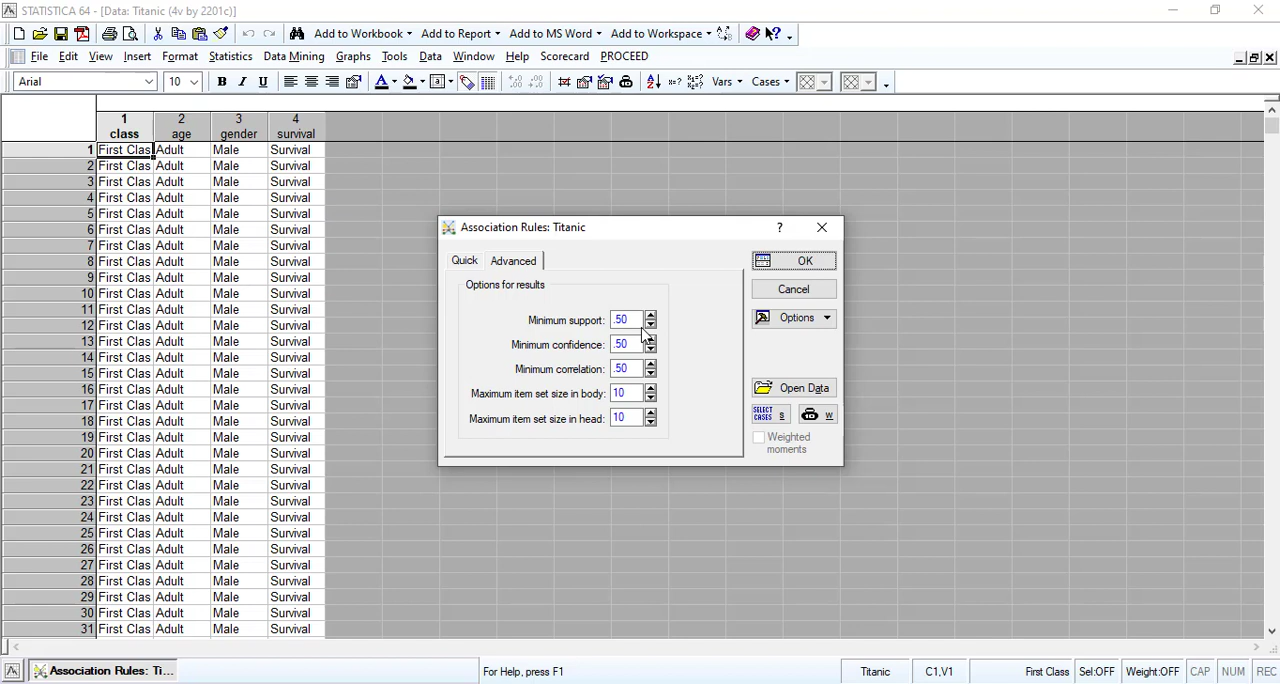 STATISTICA 64 - [Data: Titanic (4v by 2201c)]
Add to Workbook Add to Report Add to MS Word Add to Workspace
File Edit View Insert Format Statistics Data Mining Graphs Tools Data Window Help Scorecard PROCEED
Arial 10 B I U A Vars Cases
1 2 3 4
class age gender survival
1 First Clas Adult Male Survival
2 First Clas Adult Male Survival
3 First Clas Adult Male Survival
4 First Clas Adult Male Survival
5 First Clas Adult Male Survival
6 First Clas Adult Male Survival
7 First Clas Adult Male Survival
8 First Clas Adult Male Survival
9 First Clas Adult Male Survival
10 First Clas Adult Male Survival
11 First Clas Adult Male Survival
12 First Clas Adult Male Survival
13 First Clas Adult Male Survival
14 First Clas Adult Male Survival
15 First Clas Adult Male Survival
16 First Clas Adult Male Survival
17 First Clas Adult Male Survival
18 First Clas Adult Male Survival
19 First Clas Adult Male Survival
20 First Clas Adult Male Survival
21 First Clas Adult Male Survival
22 First Clas Adult Male Survival
23 First Clas Adult Male Survival
24 First Clas Adult Male Survival
25 First Clas Adult Male Survival
26 First Clas Adult Male Survival
27 First Clas Adult Male Survival
28 First Clas Adult Male Survival
29 First Clas Adult Male Survival
30 First Clas Adult Male Survival
31 First Clas Adult Male Survival
Association Rules: Titanic ?
Quick Advanced
Options for results
Minimum support: .50
Minimum confidence: .50
Minimum correlation: .50
Maximum item set size in body: 10
Maximum item set size in head: 10
OK
Cancel
Options
Open Data
SELECT CASES S W
Weighted
moments
Association Rules: Ti... For Help, press F1 Titanic C1,V1 First Class Sel:OFF Weight:OFF CAP NUM REC